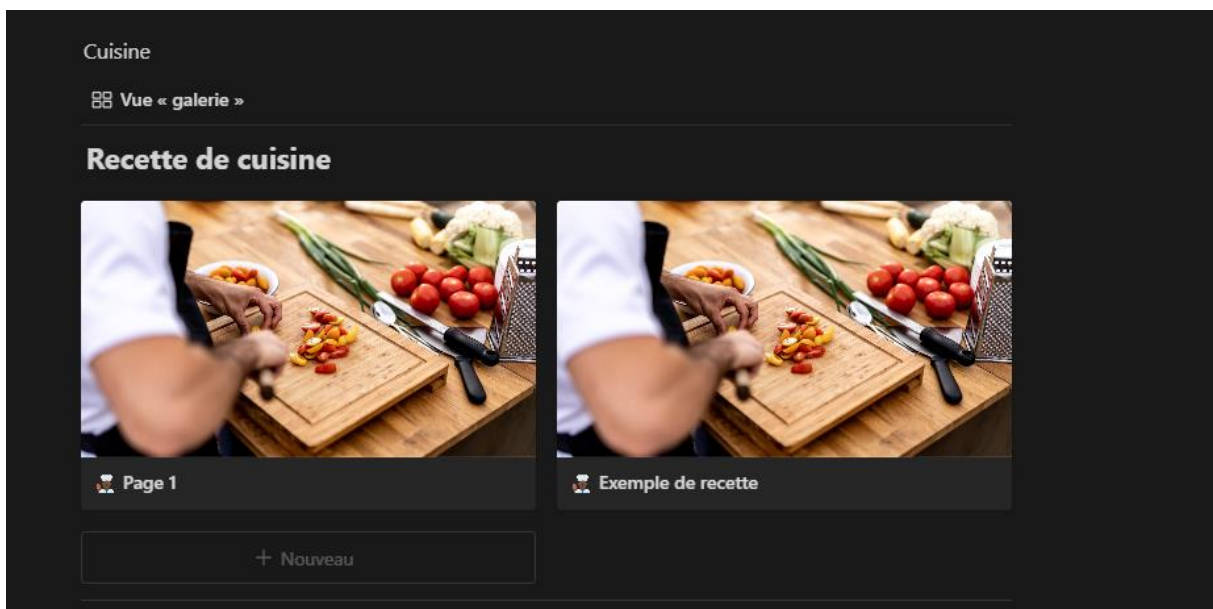 Cuisine
Vue « galerie »
Recette de cuisine
Page 1
Exemple de recette
+ Nouveau